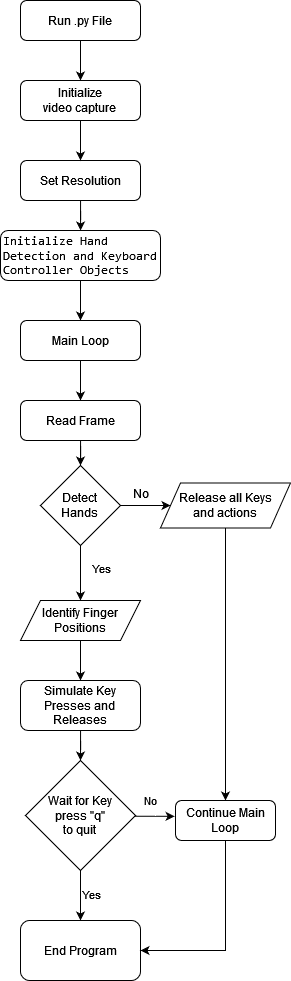 Run .py File
Initialize
video capture
Set Resolution
Initialize Hand
Detection and Keyboard
Controller Objects
Main Loop
Read Frame
Detect
Hands
No
Release all Keys
and actions
Yes
Identify Finger
Positions
Simulate Key
Presses and
Releases
Wait for Key
press "q"
to quit
No
Continue Main
Loop
Yes
End Program